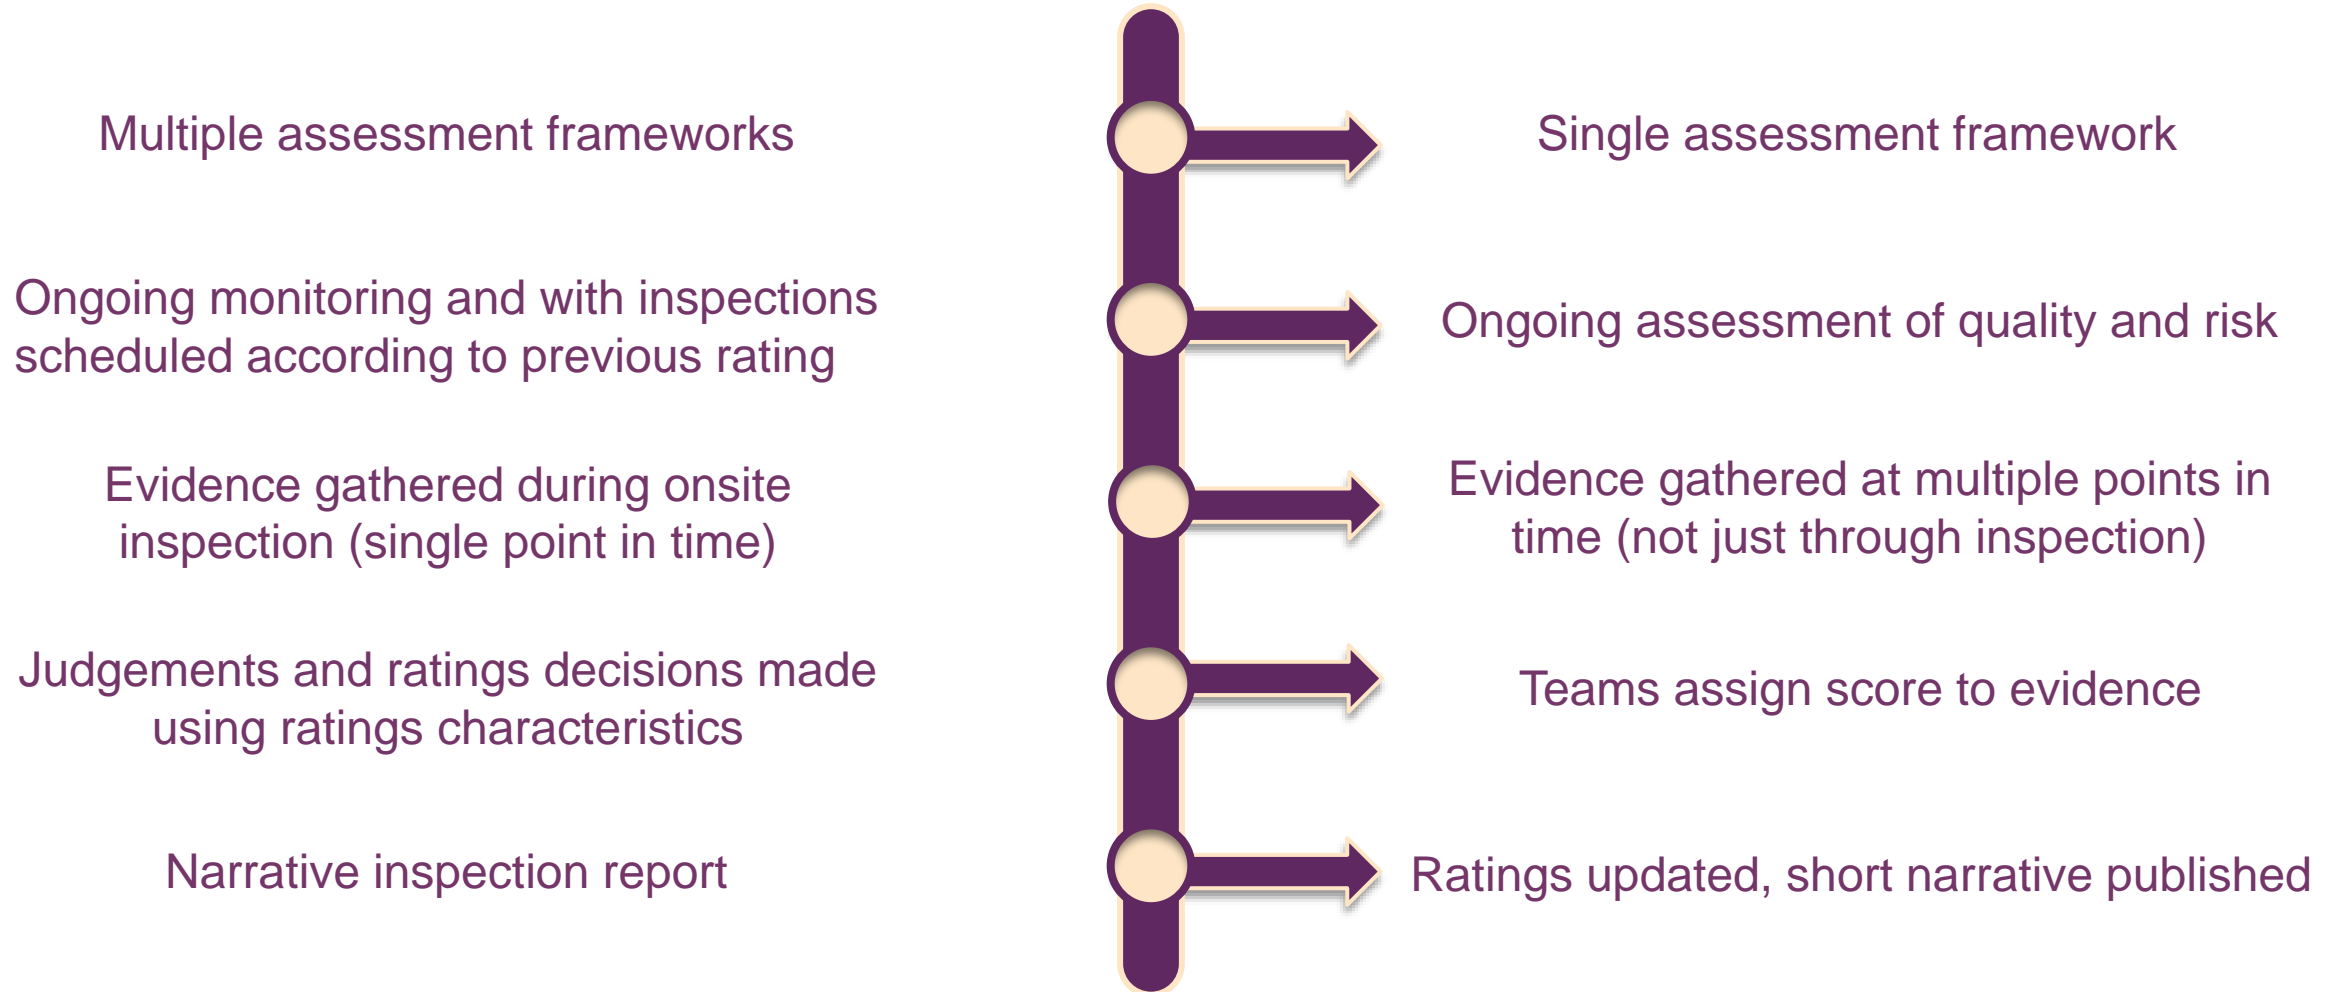 Multiple assessment frameworks
Single assessment framework
Ongoing monitoring and with inspections
scheduled according to previous rating
Ongoing assessment of quality and risk
Evidence gathered during onsite
inspection (single point in time)
Evidence gathered at multiple points in
time (not just through inspection)
Judgements and ratings decisions made
using ratings characteristics
Teams assign score to evidence
Narrative inspection report
Ratings updated, short narrative published